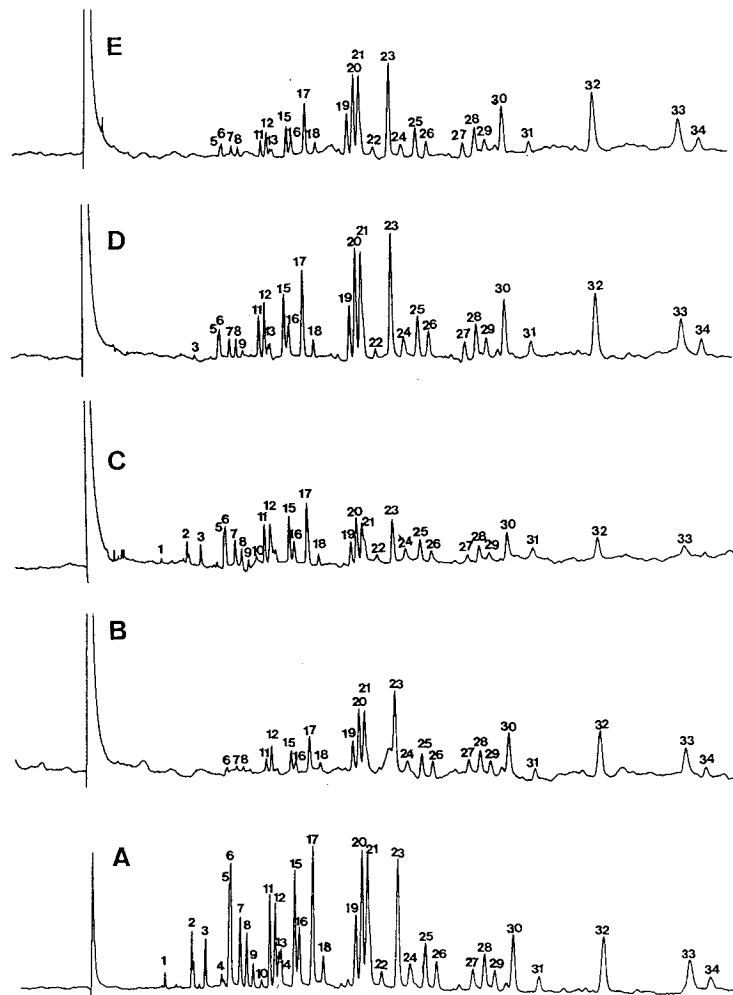 E
5 6 7 8 11 12 13 15 16 17 18 19 20 21 22 23 24 25 26 27 28 29 30 31 32 33 34
D
3 5 6 7 8 9 11 12 13 15 16 17 18 19 20 21 22 23 24 25 26 27 28 29 30 31 32 33 34
C
1 2 3 5 6 7 8 9 10 11 12 15 16 17 18 19 20 21 22 23 24 25 26 27 28 29 30 31 32 33
B
6 7 8 11 12 15 16 17 18 19 20 21 23 24 25 26 27 28 29 30 31 32 33 34
A
1 2 3 4 5 6 7 8 9 10 11 12 13 14 15 16 17 18 19 20 21 22 23 24 25 26 27 28 29 30 31 32 33 34